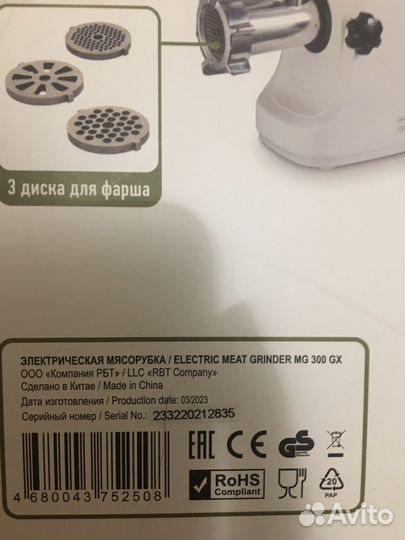 3 диска для фарша
ЭЛЕКТРИЧЕСКАЯ МЯСОРУБКА / ELECTRIC MEAT GRINDER MG 300 GX
ООО «Компания РБТ» / LLC «RBT Company»
Сделано в Китае / Made in China
Дата изготовления / Production date: 03/2023
Серийный номер / Serial No.: 233220212835
EAC CE GS
RoHS
Compliant
20
PAP
4 680043 752508
Avito